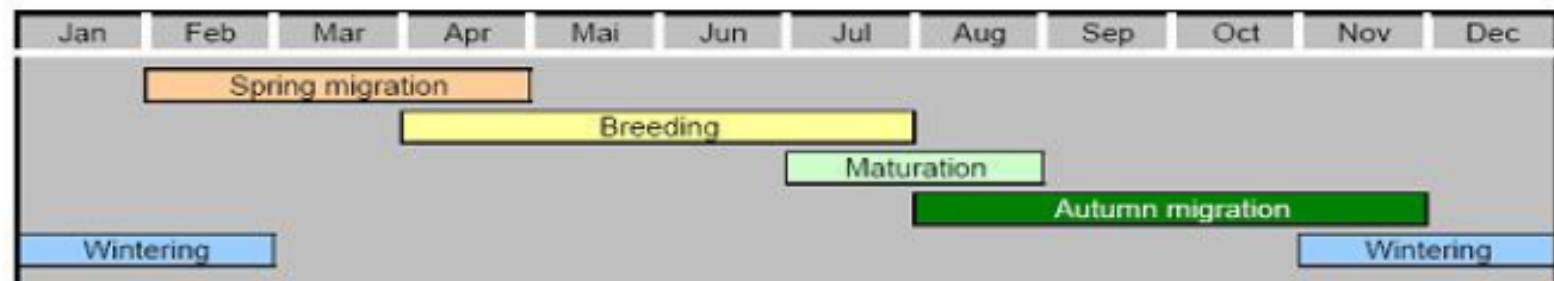 Jan Feb Mar Apr Mai Jun Jul Aug Sep Oct Nov Dec
Spring migration
Breeding
Maturation
Autumn migration
Wintering Wintering